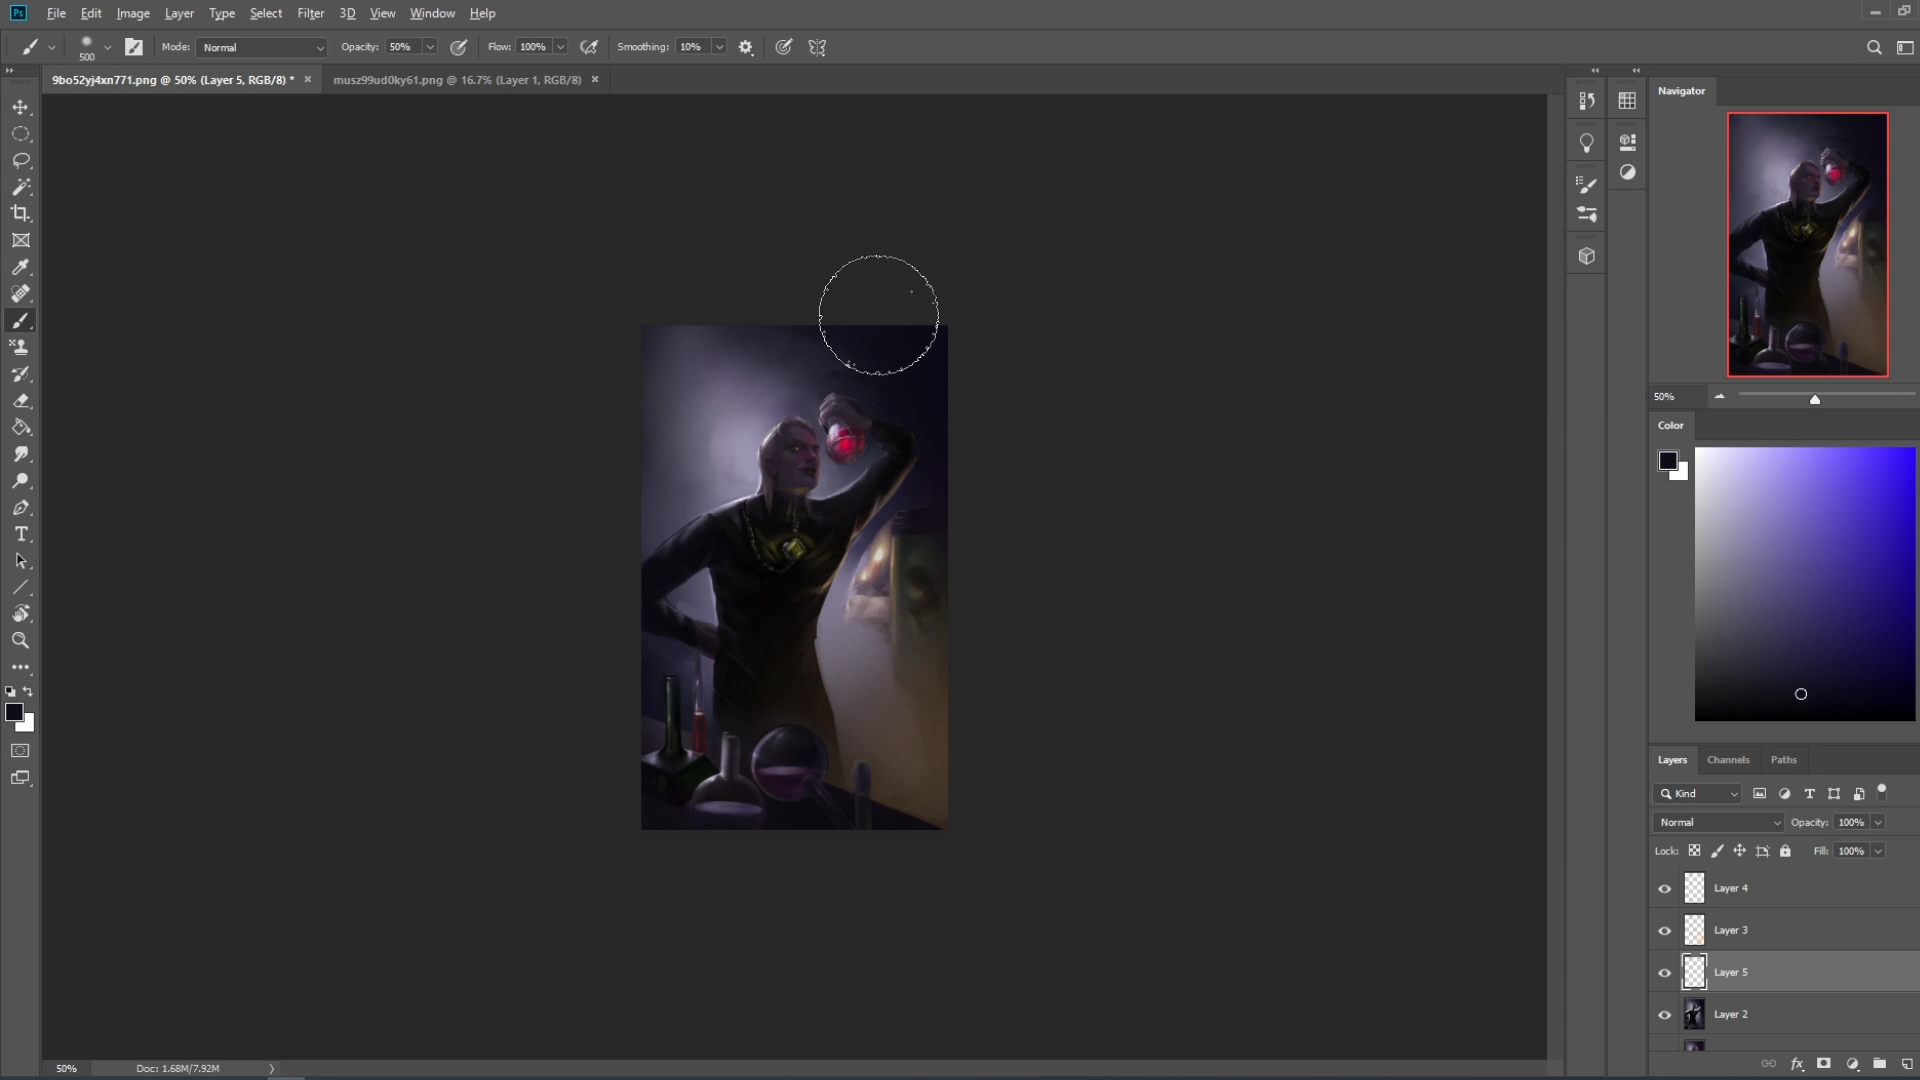 Ps File Edit Image Layer Type Select Filter 3D View Window Help
500 Mode: Normal Opacity: 50% Flow: 100% Smoothing: 10%
9bo52yj4xn771.png @ 50% (Layer 5, RGB/8) * × musz99ud0ky61.png @ 16.7% (Layer 1, RGB/8) ×
Navigator
50%
Color
Layers Channels Paths
Kind
Normal Opacity: 100%
Lock: Fill: 100%
Layer 4
Layer 3
Layer 5
Layer 2
fx
50% Doc: 1.68M/7.92M